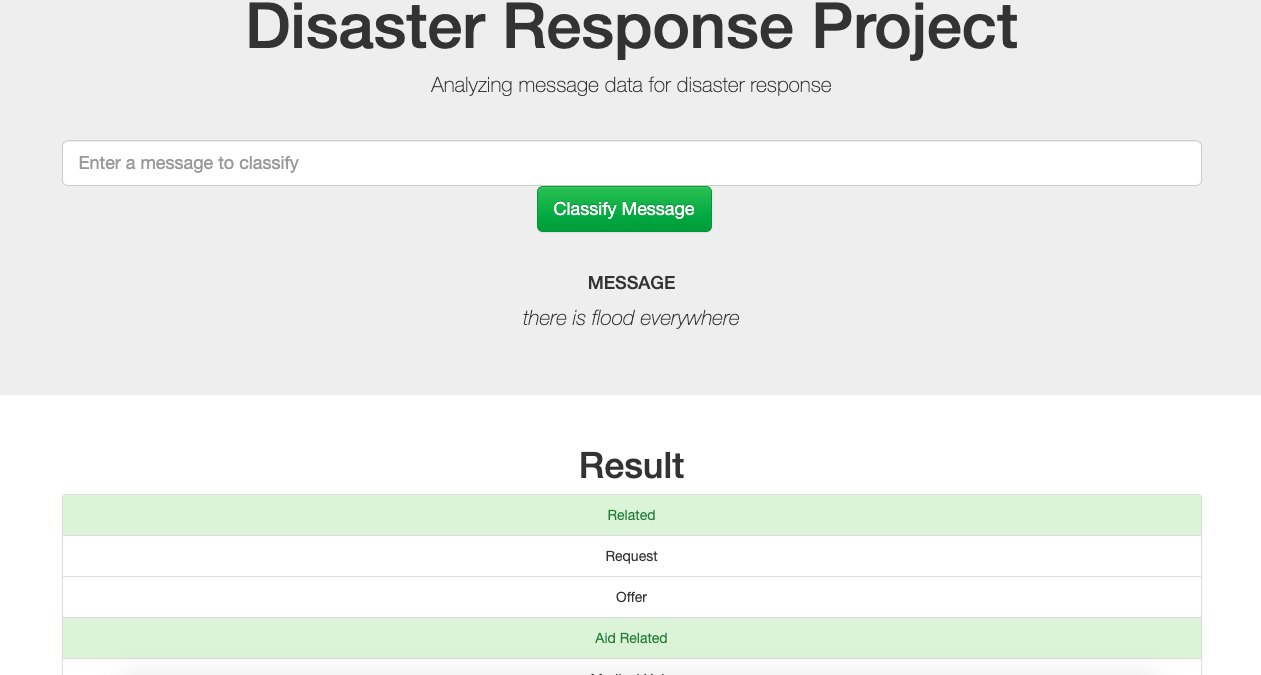 Disaster Response Project
Analyzing message data for disaster response
Enter a message to classify
Classify Message
MESSAGE
there is flood everywhere
Result
Related
Request
Offer
Aid Related